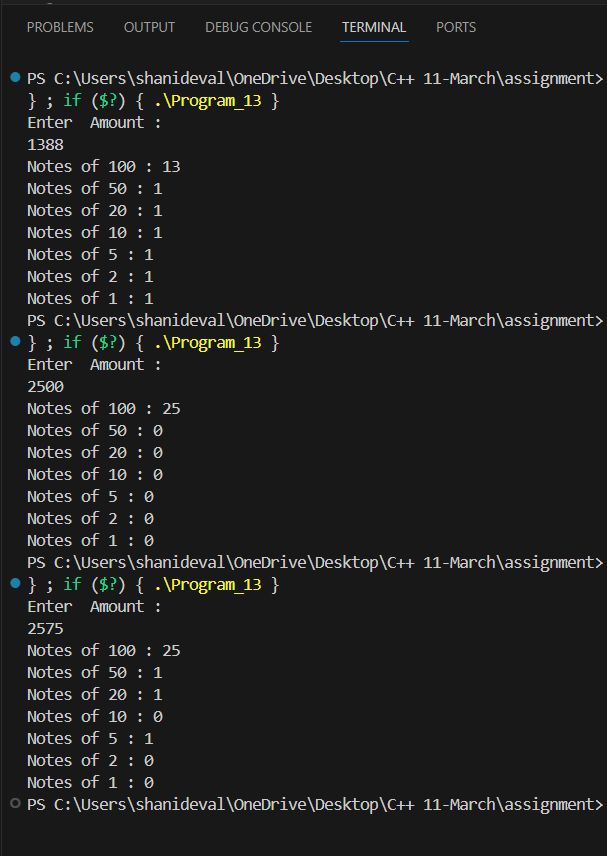 PROBLEMS OUTPUT DEBUG CONSOLE TERMINAL PORTS
PS C:\Users\shanideval\OneDrive\Desktop\C++ 11-March\assignment>
} ; if ($?) { .\Program_13 }
Enter  Amount :
1388
Notes of 100 : 13
Notes of 50 : 1
Notes of 20 : 1
Notes of 10 : 1
Notes of 5 : 1
Notes of 2 : 1
Notes of 1 : 1
PS C:\Users\shanideval\OneDrive\Desktop\C++ 11-March\assignment>
} ; if ($?) { .\Program_13 }
Enter  Amount :
2500
Notes of 100 : 25
Notes of 50 : 0
Notes of 20 : 0
Notes of 10 : 0
Notes of 5 : 0
Notes of 2 : 0
Notes of 1 : 0
PS C:\Users\shanideval\OneDrive\Desktop\C++ 11-March\assignment>
} ; if ($?) { .\Program_13 }
Enter  Amount :
2575
Notes of 100 : 25
Notes of 50 : 1
Notes of 20 : 1
Notes of 10 : 0
Notes of 5 : 1
Notes of 2 : 0
Notes of 1 : 0
PS C:\Users\shanideval\OneDrive\Desktop\C++ 11-March\assignment>